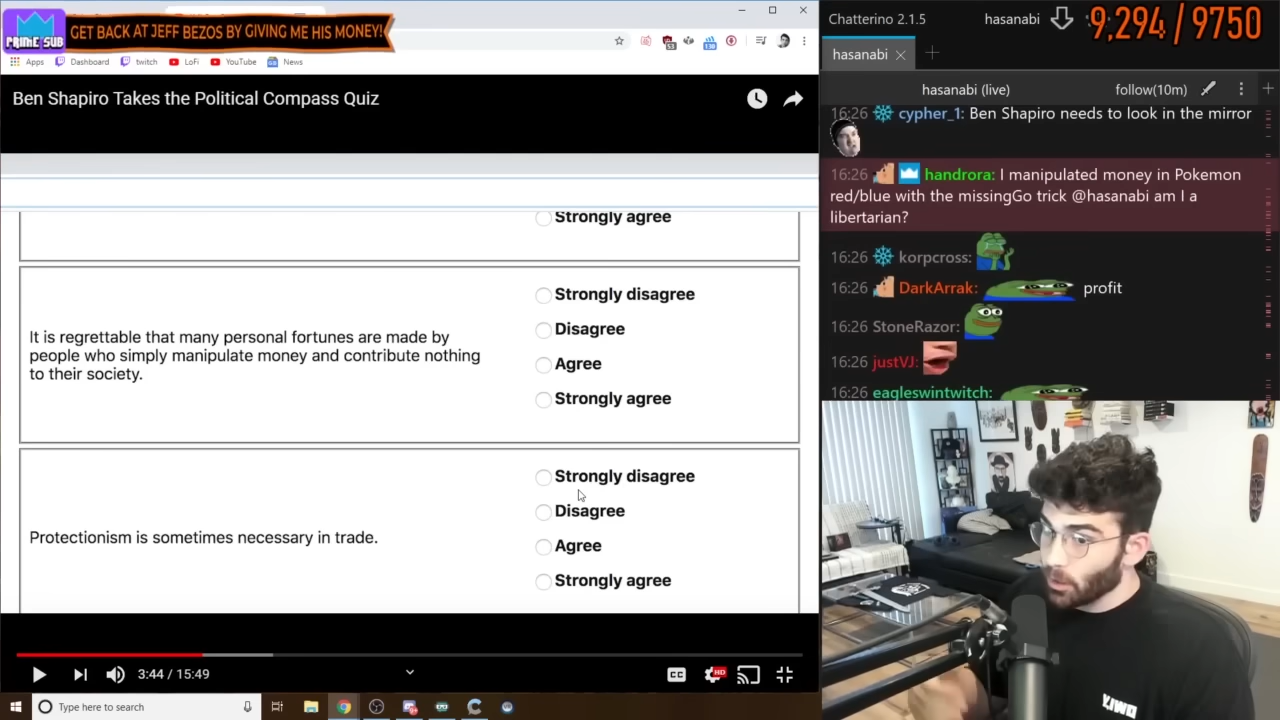 PRIME SUB
GET BACK AT JEFF BEZOS BY GIVING ME HIS MONEY!
Apps
Dashboard
twitch
LoFi
YouTube
News
Ben Shapiro Takes the Political Compass Quiz
Strongly agree
It is regrettable that many personal fortunes are made by
people who simply manipulate money and contribute nothing
to their society.
Strongly disagree
Disagree
Agree
Strongly agree
Protectionism is sometimes necessary in trade.
Strongly disagree
Disagree
Agree
Strongly agree
3:44 / 15:49
CC
HD
Type here to search
Chatterino 2.1.5
hasanabi
9,294 / 9750
hasanabi
hasanabi (live)
follow(10m)
16:26 cypher_1: Ben Shapiro needs to look in the mirror
16:26 handrora: I manipulated money in Pokemon
red/blue with the missingGo trick @hasanabi am I a
libertarian?
16:26 korpcross:
16:26 DarkArrak: profit
16:26 StoneRazor:
16:26 justVJ:
16:26 eagleswintwitch: